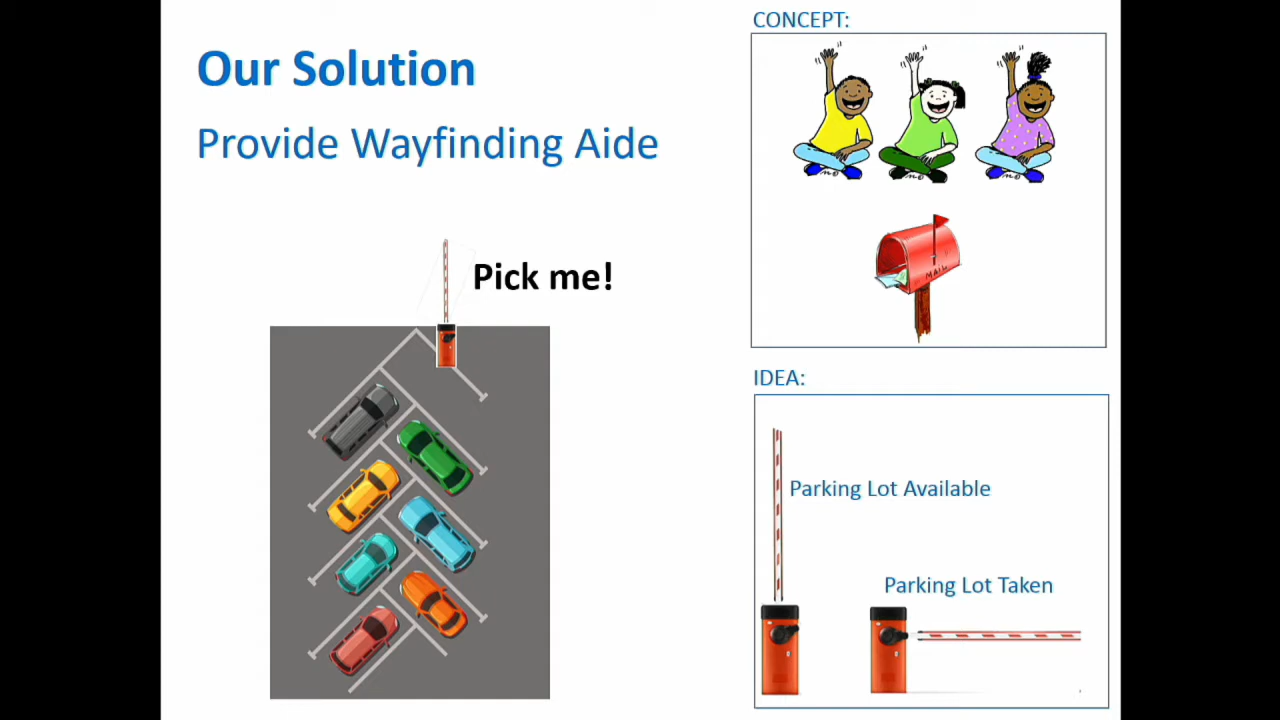 Our Solution
Provide Wayfinding Aide
Pick me!
CONCEPT:
MAIL
IDEA:
Parking Lot Available
Parking Lot Taken